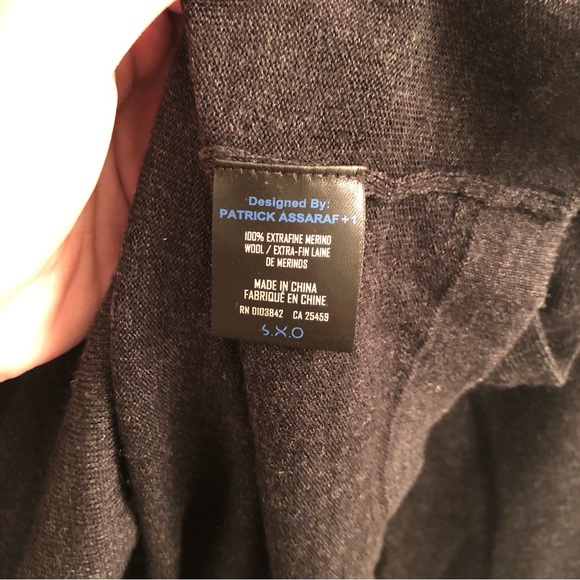 Designed By:
PATRICK ASSARAF +1
100% EXTRAFINE MERINO
WOOL / EXTRA-FIN LAINE
DE MERINDS
MADE IN CHINA
FABRIQUÉ EN CHINE
RN 0103842 CA 25459
S.X.O